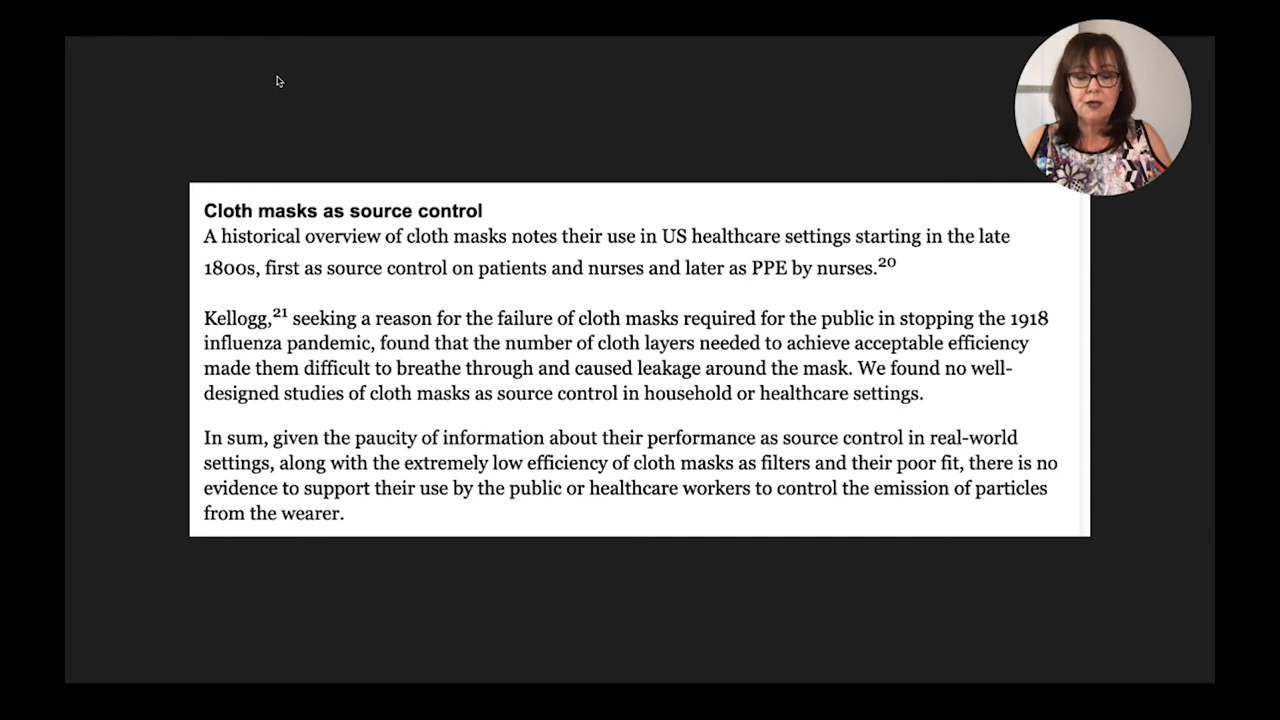 Cloth masks as source control
A historical overview of cloth masks notes their use in US healthcare settings starting in the late
1800s, first as source control on patients and nurses and later as PPE by nurses.20
Kellogg,21 seeking a reason for the failure of cloth masks required for the public in stopping the 1918
influenza pandemic, found that the number of cloth layers needed to achieve acceptable efficiency
made them difficult to breathe through and caused leakage around the mask. We found no well-
designed studies of cloth masks as source control in household or healthcare settings.
In sum, given the paucity of information about their performance as source control in real-world
settings, along with the extremely low efficiency of cloth masks as filters and their poor fit, there is no
evidence to support their use by the public or healthcare workers to control the emission of particles
from the wearer.